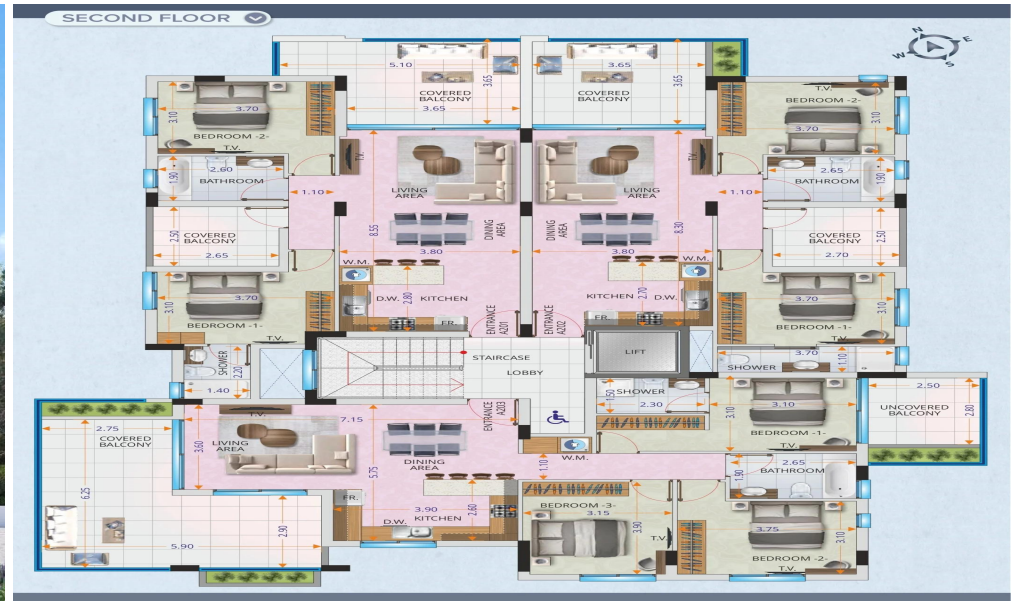 SECOND FLOOR
N
E
S
W
5.10
3.65
COVERED
BALCONY
3.65
3.65
COVERED
BALCONY
3.65
3.10
3.70
BEDROOM -2-
T.V.
T.V.
BEDROOM -2-
3.70
3.10
2.60
1.90
BATHROOM
1.10
T.V.
LIVING
AREA
T.V.
LIVING
AREA
1.10
2.65
BATHROOM
1.90
COVERED
BALCONY
2.50
2.65
8.55
DINING
AREA
3.80
DINING
AREA
3.80
8.30
COVERED
BALCONY
2.50
2.70
W.M.
D.W.
2.80
KITCHEN
FR.
W.M.
KITCHEN
2.70
D.W.
FR.
3.10
3.70
BEDROOM -1-
T.V.
3.70
BEDROOM -1-
3.10
T.V.
ENTRANCE
A201
ENTRANCE
A202
STAIRCASE
LOBBY
LIFT
SHOWER
2.20
1.40
3.70
SHOWER
1.10
SHOWER
1.50
2.30
ENTRANCE
A203
3.10
3.10
BEDROOM -1-
T.V.
2.50
UNCOVERED
BALCONY
2.80
2.75
COVERED
BALCONY
6.25
5.90
2.90
T.V.
7.15
3.60
LIVING
AREA
5.75
DINING
AREA
FR.
3.90
D.W.
KITCHEN
2.60
W.M.
1.10
2.65
BATHROOM
1.90
BEDROOM -3-
3.15
3.90
T.V.
3.75
3.10
BEDROOM -2-
T.V.